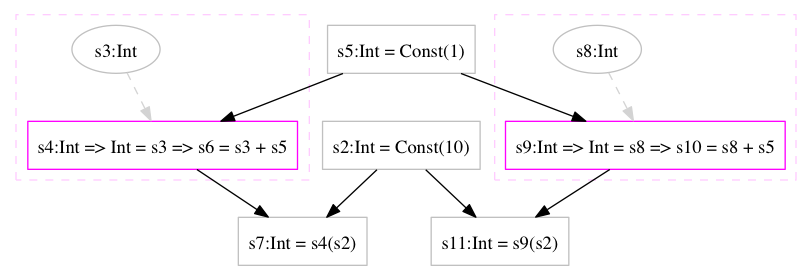 s3:Int
s5:Int = Const(1)
s8:Int
s4:Int => Int = s3 => s6 = s3 + s5
s2:Int = Const(10)
s9:Int => Int = s8 => s10 = s8 + s5
s7:Int = s4(s2)
s11:Int = s9(s2)